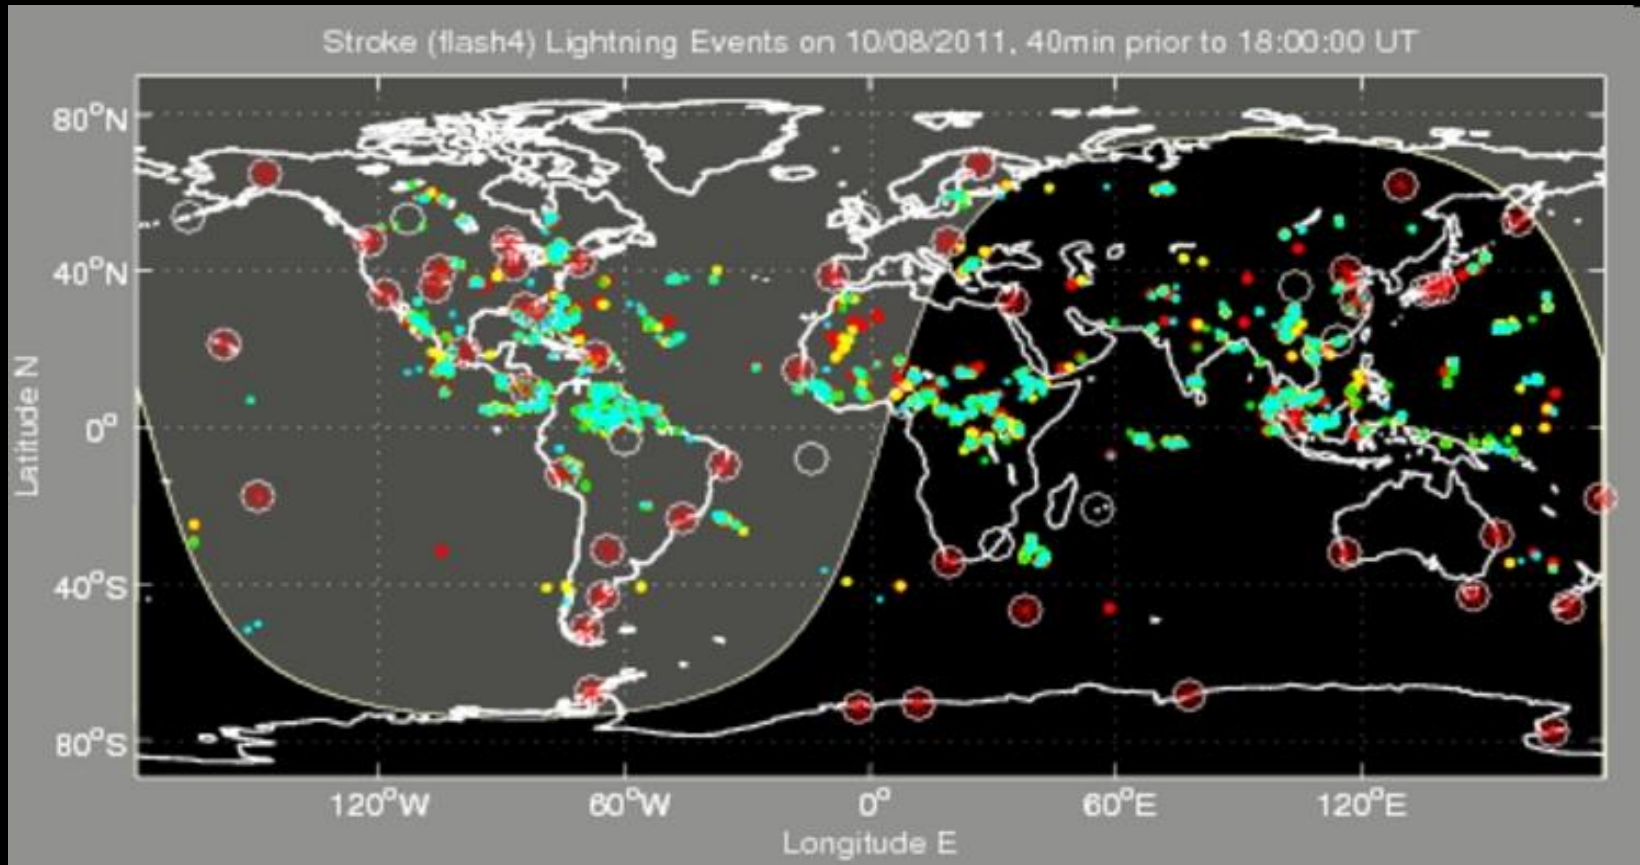 Stroke (flash4) Lightning Events on 10/08/2011, 40min prior to 18:00:00 UT
80°N
40°N
0°
40°S
80°S
Latitude N
120°W
60°W
0°
60°E
120°E
Longitude E